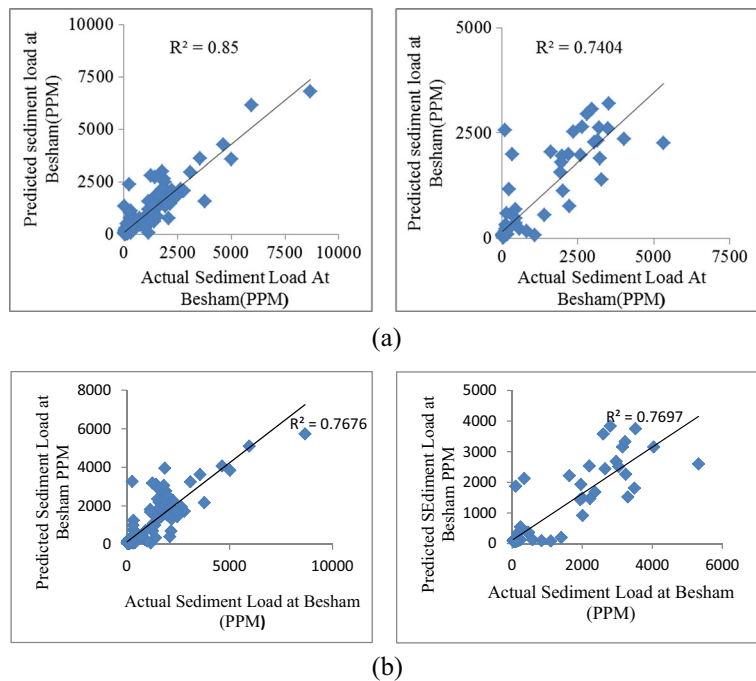 10000
7500
5000
2500
0
0
2500
5000
7500
10000
R² = 0.85
Predicted sediment load at
Besham(PPM)
Actual Sediment Load At
Besham(PPM)
5000
2500
0
0
2500
5000
7500
R² = 0.7404
Predicted sediment load at
Besham(PPM)
Actual Sediment Load At
Besham(PPM)
(a)
8000
6000
4000
2000
0
0
5000
10000
R² = 0.7676
Predicted Sediment Load at
Besham PPM
Actual Sediment Load at Besham
(PPM)
5000
4000
3000
2000
1000
0
0
2000
4000
6000
R² = 0.7697
Predicted SEdiment Load at
Besham PPM
Actual Sediment Load at Besham
(PPM)
(b)